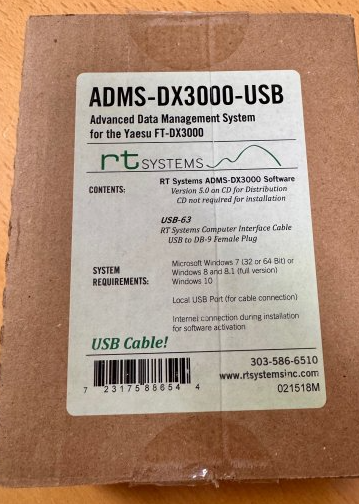 ADMS-DX3000-USB
Advanced Data Management System
for the Yaesu FT-DX3000
rt SYSTEMS
CONTENTS:
RT Systems ADMS-DX3000 Software
Version 5.0 on CD for Distribution
CD not required for installation
USB-63
RT Systems Computer Interface Cable
USB to DB-9 Female Plug
SYSTEM
REQUIREMENTS:
Microsoft Windows 7 (32 or 64 Bit) or
Windows 8 and 8.1 (full version)
Windows 10
Local USB Port (for cable connection)
Internet connection during installation
for software activation
USB Cable!
7 23175 88654 4
303-586-6510
www.rtsystemsinc.com
021518M